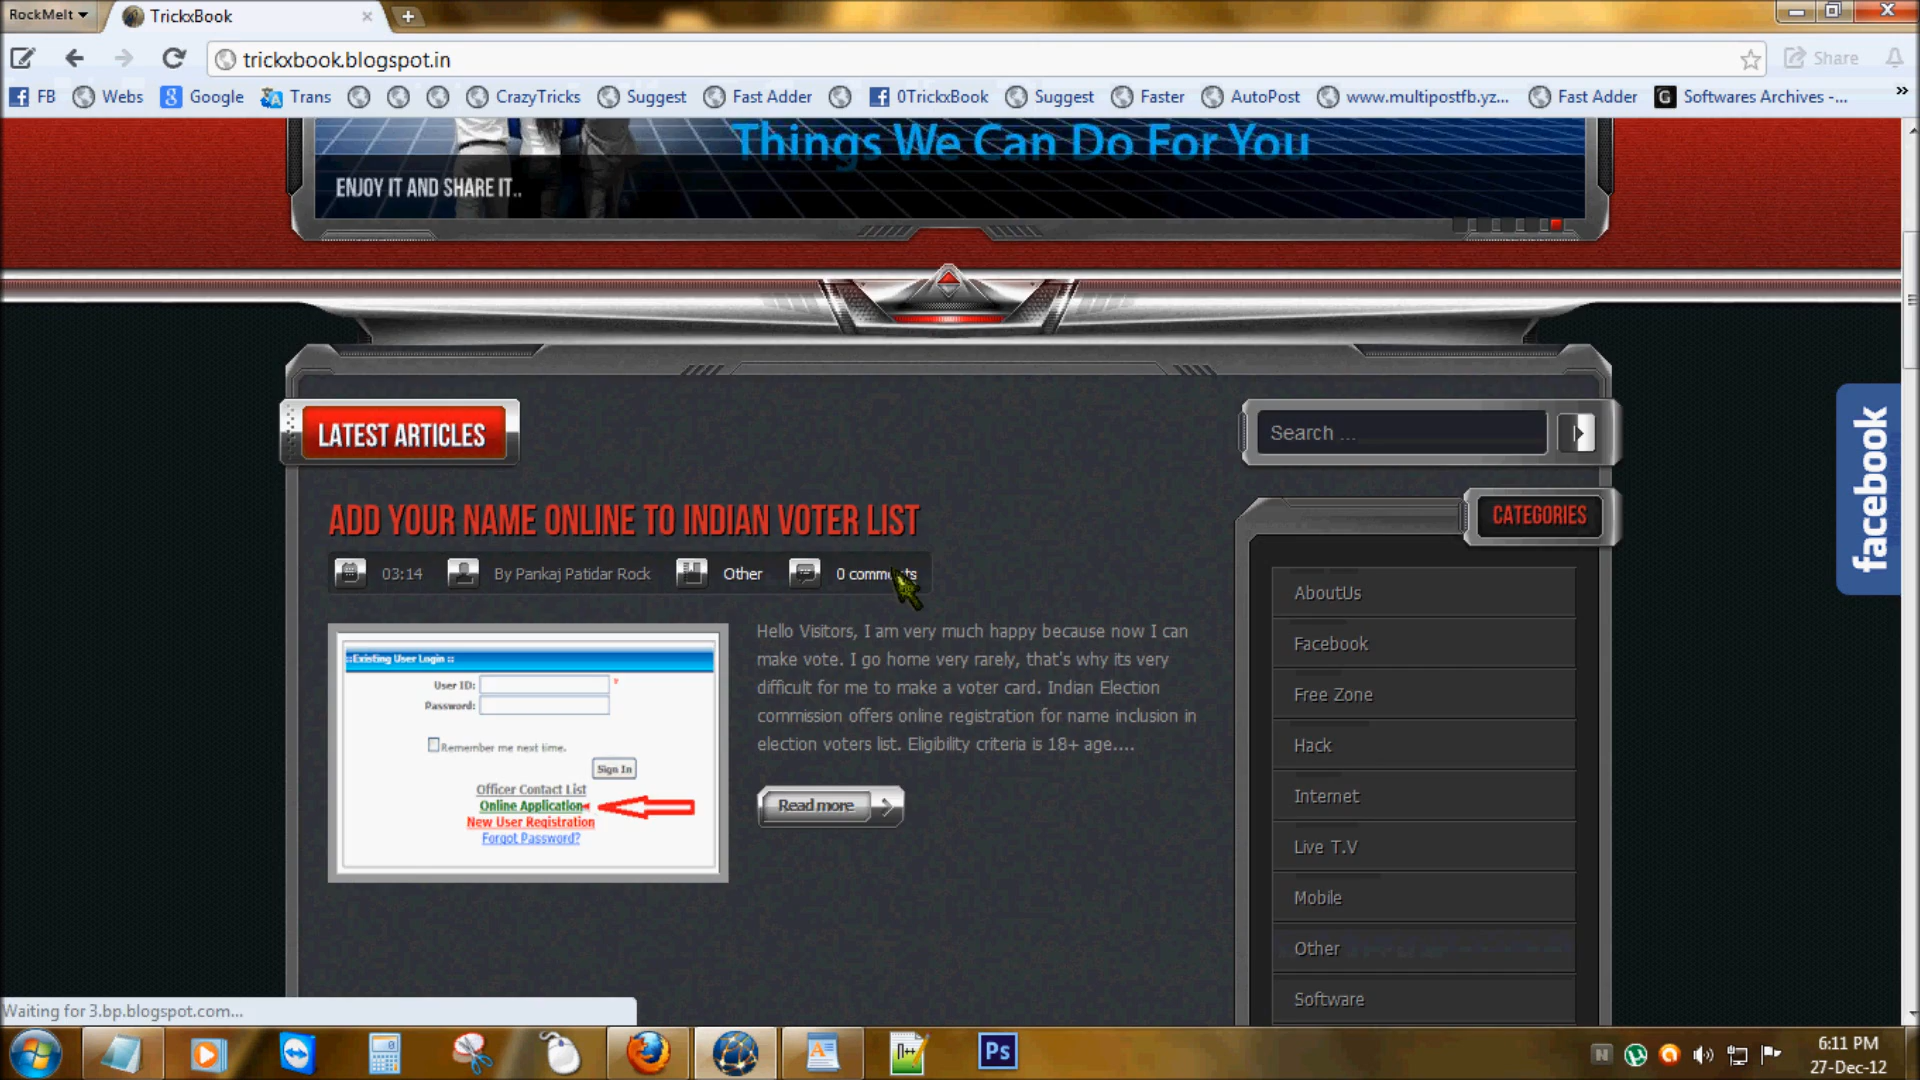 RockMelt
TrickxBook
trickxbook.blogspot.in
Share
FB
Webs
Google
Trans
CrazyTricks
Suggest
Fast Adder
0TrickxBook
Suggest
Faster
AutoPost
www.multipostfb.yz...
Fast Adder
G
Softwares Archives -...
»
Things We Can Do For You
ENJOY IT AND SHARE IT..
LATEST ARTICLES
Search ...
ADD YOUR NAME ONLINE TO INDIAN VOTER LIST
CATEGORIES
facebook
03:14
By Pankaj Patidar Rock
Other
0 comments
::Existing User Login ::
User ID:
*
Password:
Remember me next time.
Sign In
Officer Contact List
Online Application
New User Registration
Forgot Password?
Hello Visitors, I am very much happy because now I can
make vote. I go home very rarely, that's why its very
difficult for me to make a voter card. Indian Election
commission offers online registration for name inclusion in
election voters list. Eligibility criteria is 18+ age....
Read more
AboutUs
Facebook
Free Zone
Hack
Internet
Live T.V
Mobile
Other
Software
Waiting for 3.bp.blogspot.com...
Ps
N
6:11 PM
27-Dec-12